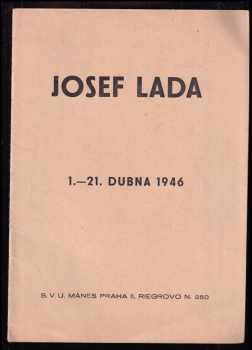 JOSEF LADA
1.—21. DUBNA 1946
S. V. U. MÁNES PRAHA II, RIEGROVO N. 250